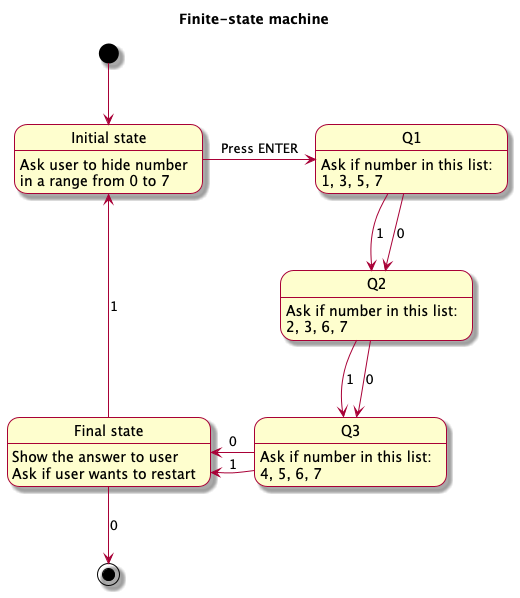 Finite-state machine
Initial state
Ask user to hide number
in a range from 0 to 7
Press ENTER
Q1
Ask if number in this list:
1, 3, 5, 7
1
0
Q2
Ask if number in this list:
2, 3, 6, 7
1
1
0
Final state
Show the answer to user
Ask if user wants to restart
0
1
Q3
Ask if number in this list:
4, 5, 6, 7
0